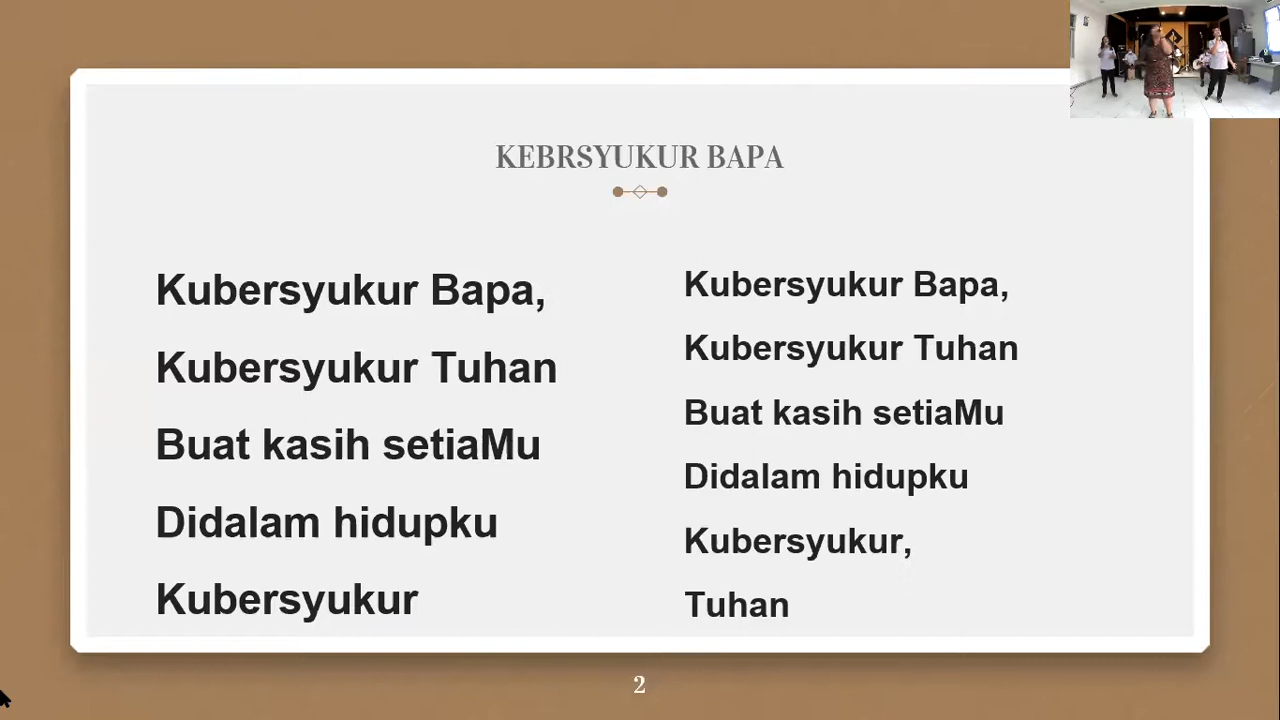 KEBRSYUKUR BAPA
Kubersyukur Bapa,
Kubersyukur Tuhan
Buat kasih setiaMu
Didalam hidupku
Kubersyukur
Kubersyukur Bapa,
Kubersyukur Tuhan
Buat kasih setiaMu
Didalam hidupku
Kubersyukur,
Tuhan
2